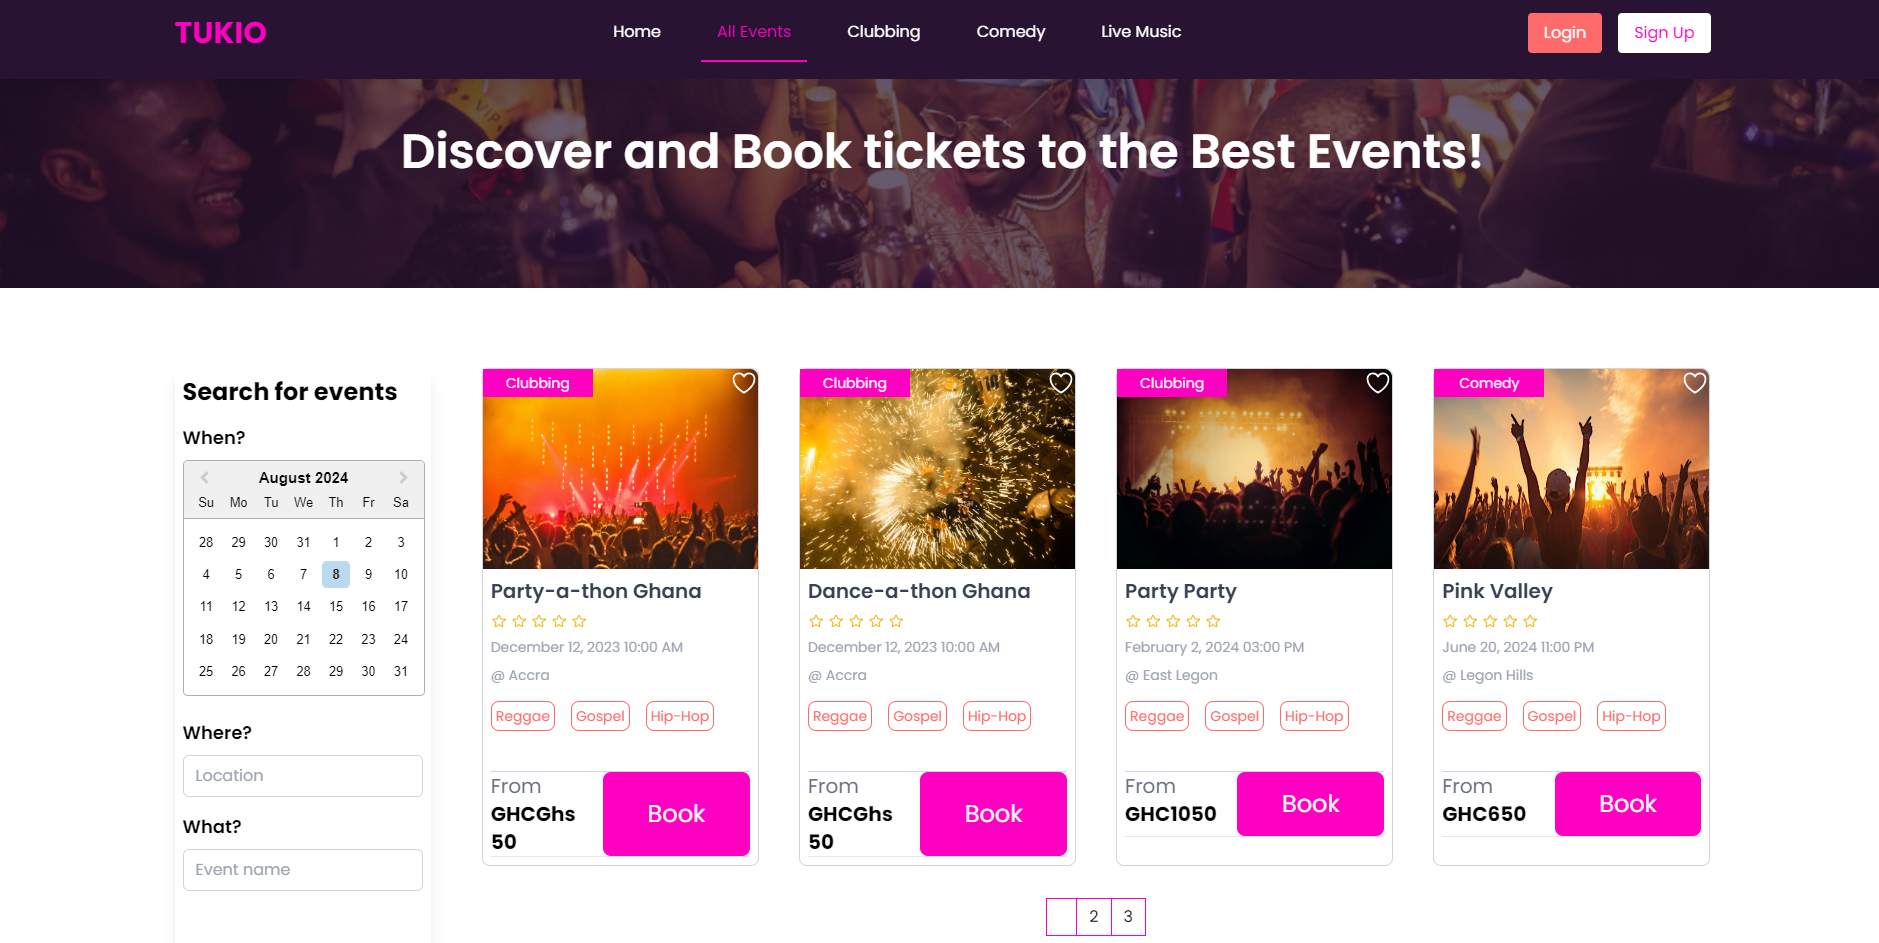 TUKIO
Home
All Events
Clubbing
Comedy
Live Music
Login
Sign Up
VIP
Discover and Book tickets to the Best Events!
Search for events
When?
August 2024
Su Mo Tu We Th Fr Sa
28 29 30 31 1 2 3
4 5 6 7 8 9 10
11 12 13 14 15 16 17
18 19 20 21 22 23 24
25 26 27 28 29 30 31
Where?
Location
What?
Event name
Clubbing
Party-a-thon Ghana
December 12, 2023 10:00 AM
@ Accra
Reggae Gospel Hip-Hop
From
GHCGhs
50
Book
Clubbing
Dance-a-thon Ghana
December 12, 2023 10:00 AM
@ Accra
Reggae Gospel Hip-Hop
From
GHCGhs
50
Book
Clubbing
Party Party
February 2, 2024 03:00 PM
@ East Legon
Reggae Gospel Hip-Hop
From
GHC1050
Book
Comedy
Pink Valley
June 20, 2024 11:00 PM
@ Legon Hills
Reggae Gospel Hip-Hop
From
GHC650
Book
2 3